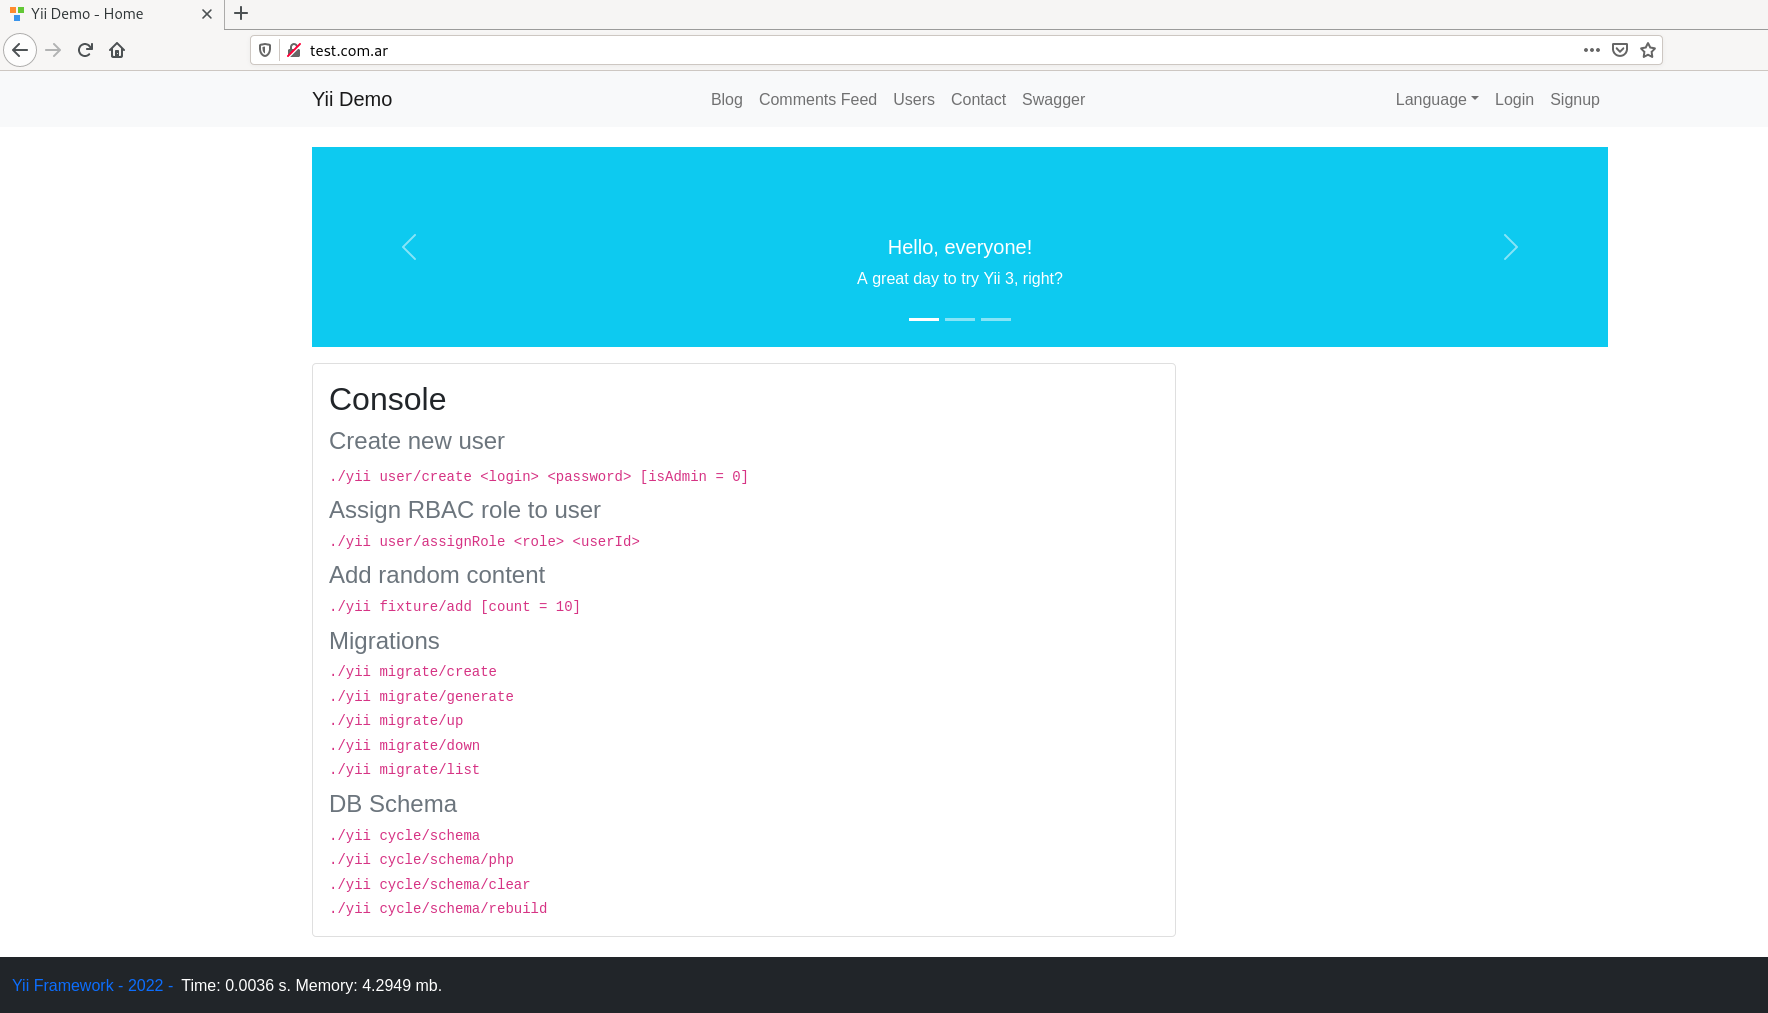 Yii Demo - Home
test.com.ar
Yii Demo Blog Comments Feed Users Contact Swagger Language Login Signup
Hello, everyone!
A great day to try Yii 3, right?
Console
Create new user
./yii user/create <login> <password> [isAdmin = 0]
Assign RBAC role to user
./yii user/assignRole <role> <userId>
Add random content
./yii fixture/add [count = 10]
Migrations
./yii migrate/create
./yii migrate/generate
./yii migrate/up
./yii migrate/down
./yii migrate/list
DB Schema
./yii cycle/schema
./yii cycle/schema/php
./yii cycle/schema/clear
./yii cycle/schema/rebuild
Yii Framework - 2022 - Time: 0.0036 s. Memory: 4.2949 mb.